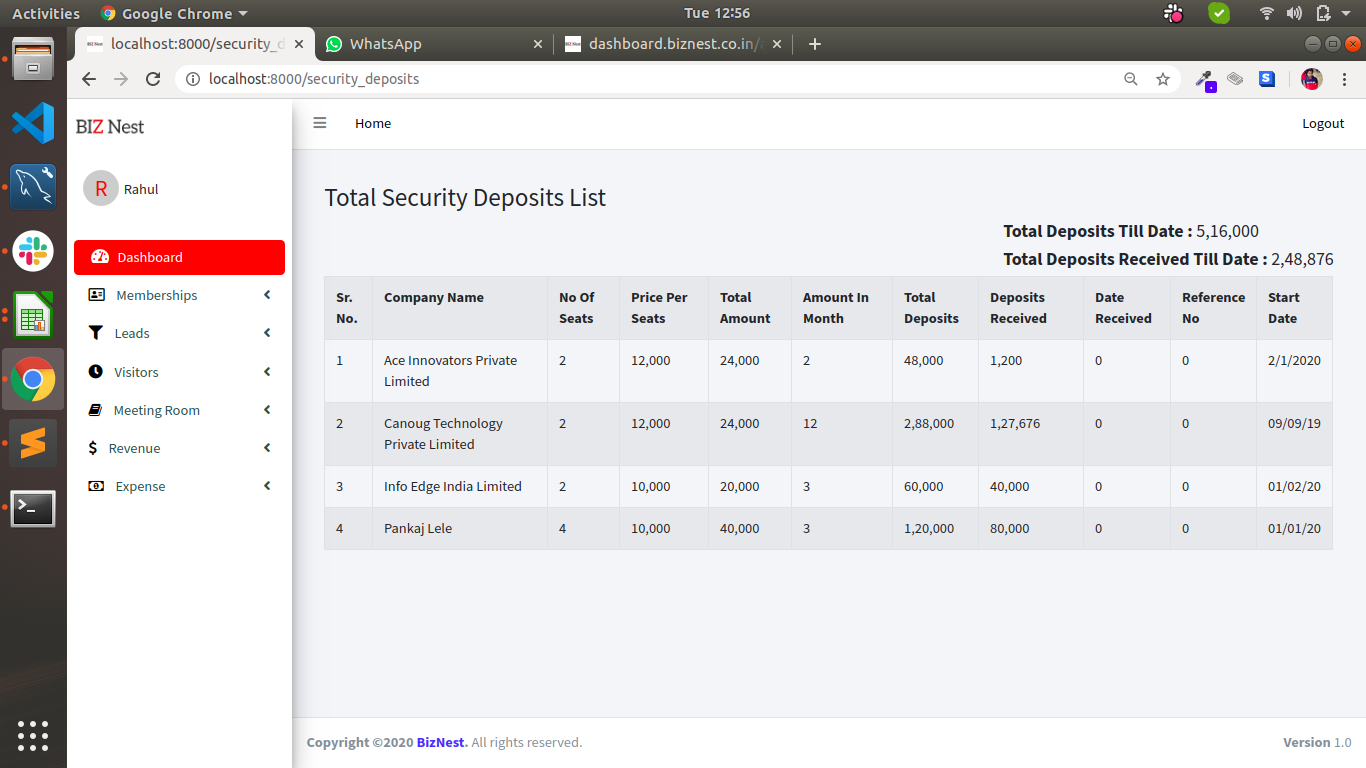 Activities Google Chrome Tue 12:56
localhost:8000/security_d WhatsApp dashboard.biznest.co.in/
localhost:8000/security_deposits
BIZ Nest
Home Logout
R Rahul
Dashboard
Memberships
Leads
Visitors
Meeting Room
$ Revenue
Expense
Total Security Deposits List
Total Deposits Till Date : 5,16,000
Total Deposits Received Till Date : 2,48,876
Sr. No. Company Name No Of Seats Price Per Seats Total Amount Amount In Month Total Deposits Deposits Received Date Received Reference No Start Date
1 Ace Innovators Private Limited 2 12,000 24,000 2 48,000 1,200 0 0 2/1/2020
2 Canoug Technology Private Limited 2 12,000 24,000 12 2,88,000 1,27,676 0 0 09/09/19
3 Info Edge India Limited 2 10,000 20,000 3 60,000 40,000 0 0 01/02/20
4 Pankaj Lele 4 10,000 40,000 3 1,20,000 80,000 0 0 01/01/20
Copyright ©2020 BizNest. All rights reserved. Version 1.0